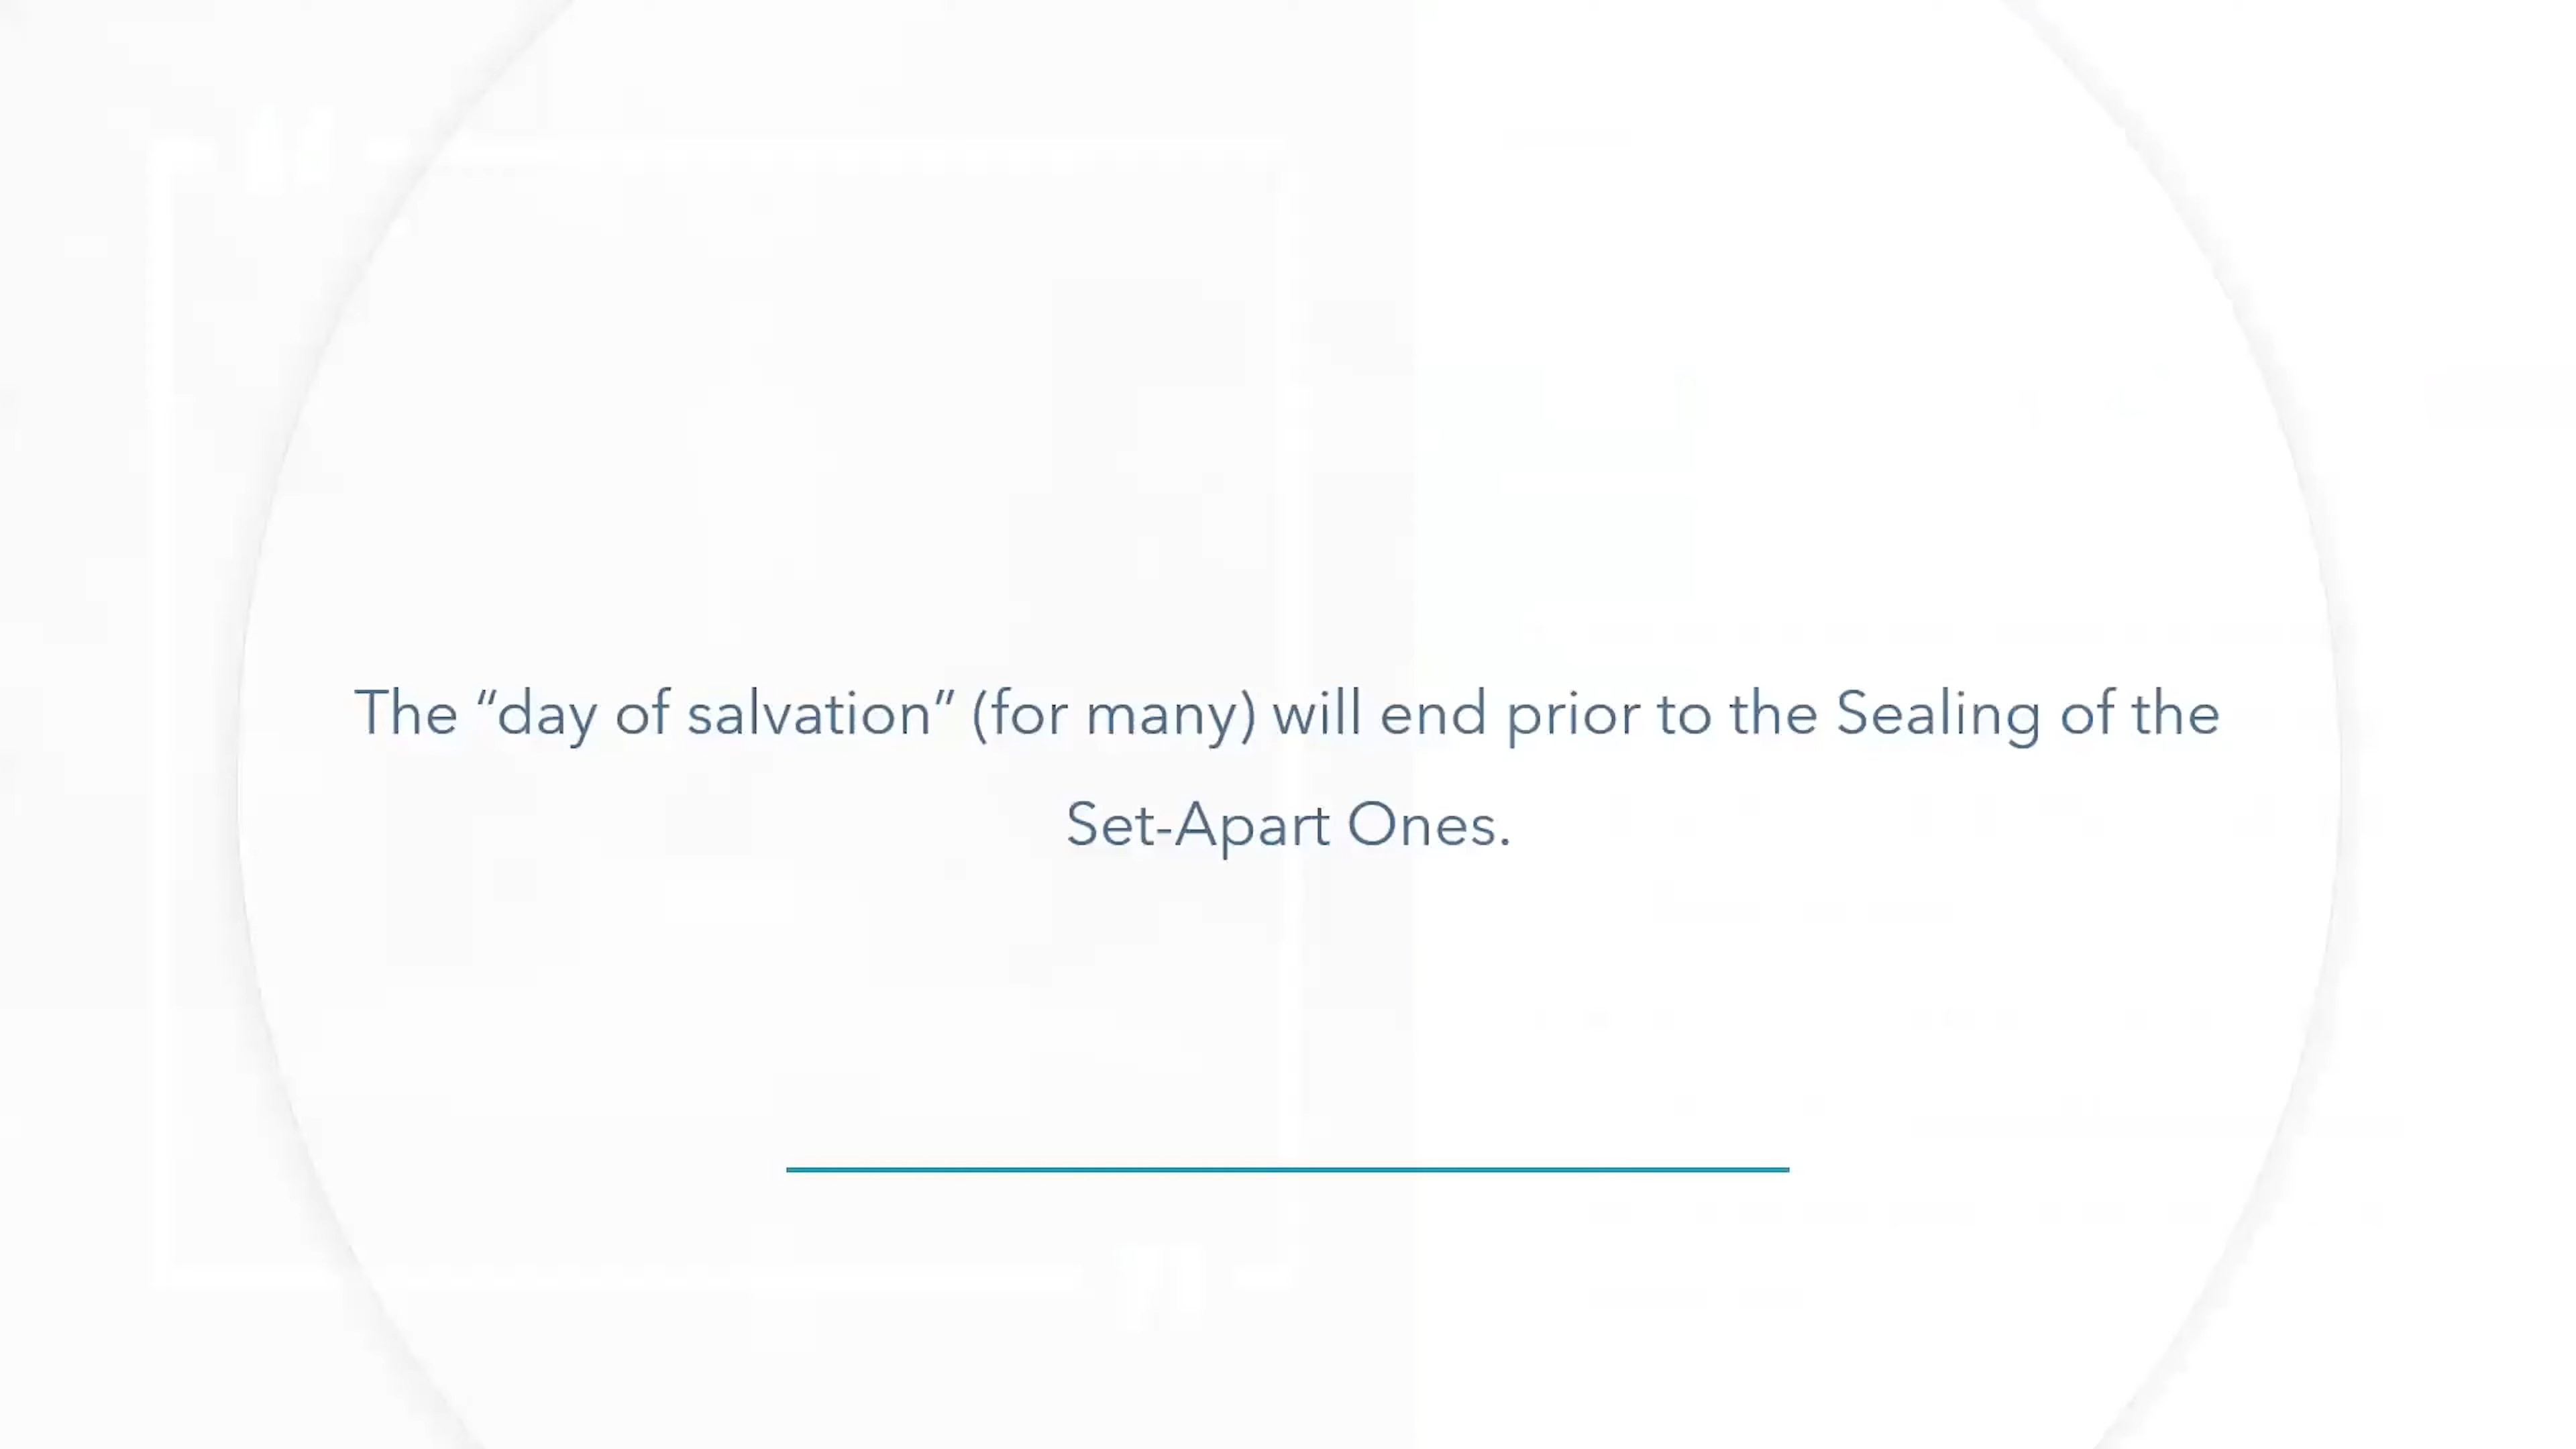 The “day of salvation” (for many) will end prior to the Sealing of the
Set-Apart Ones.